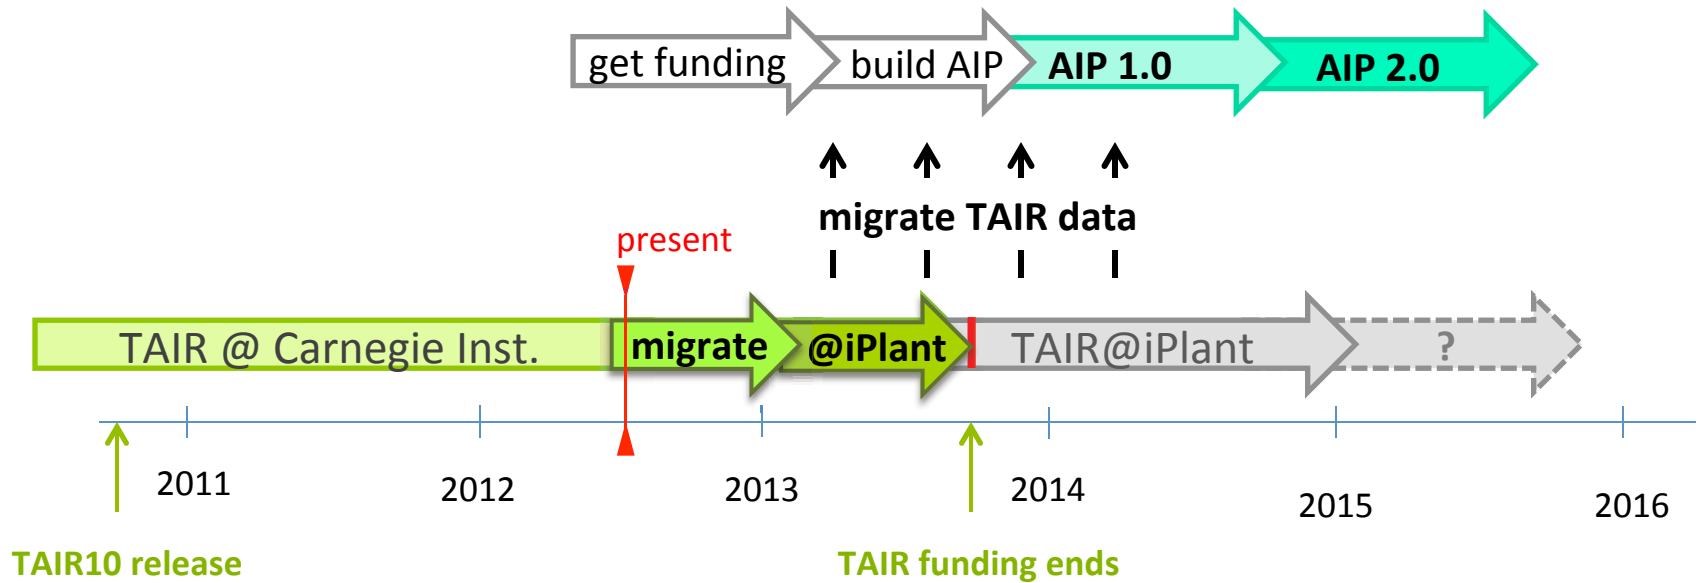 get funding
build AIP
AIP 1.0
AIP 2.0
migrate TAIR data
present
TAIR @ Carnegie Inst.
migrate
@iPlant
TAIR@iPlant
?
2011
2012
2013
2014
2015
2016
TAIR10 release
TAIR funding ends